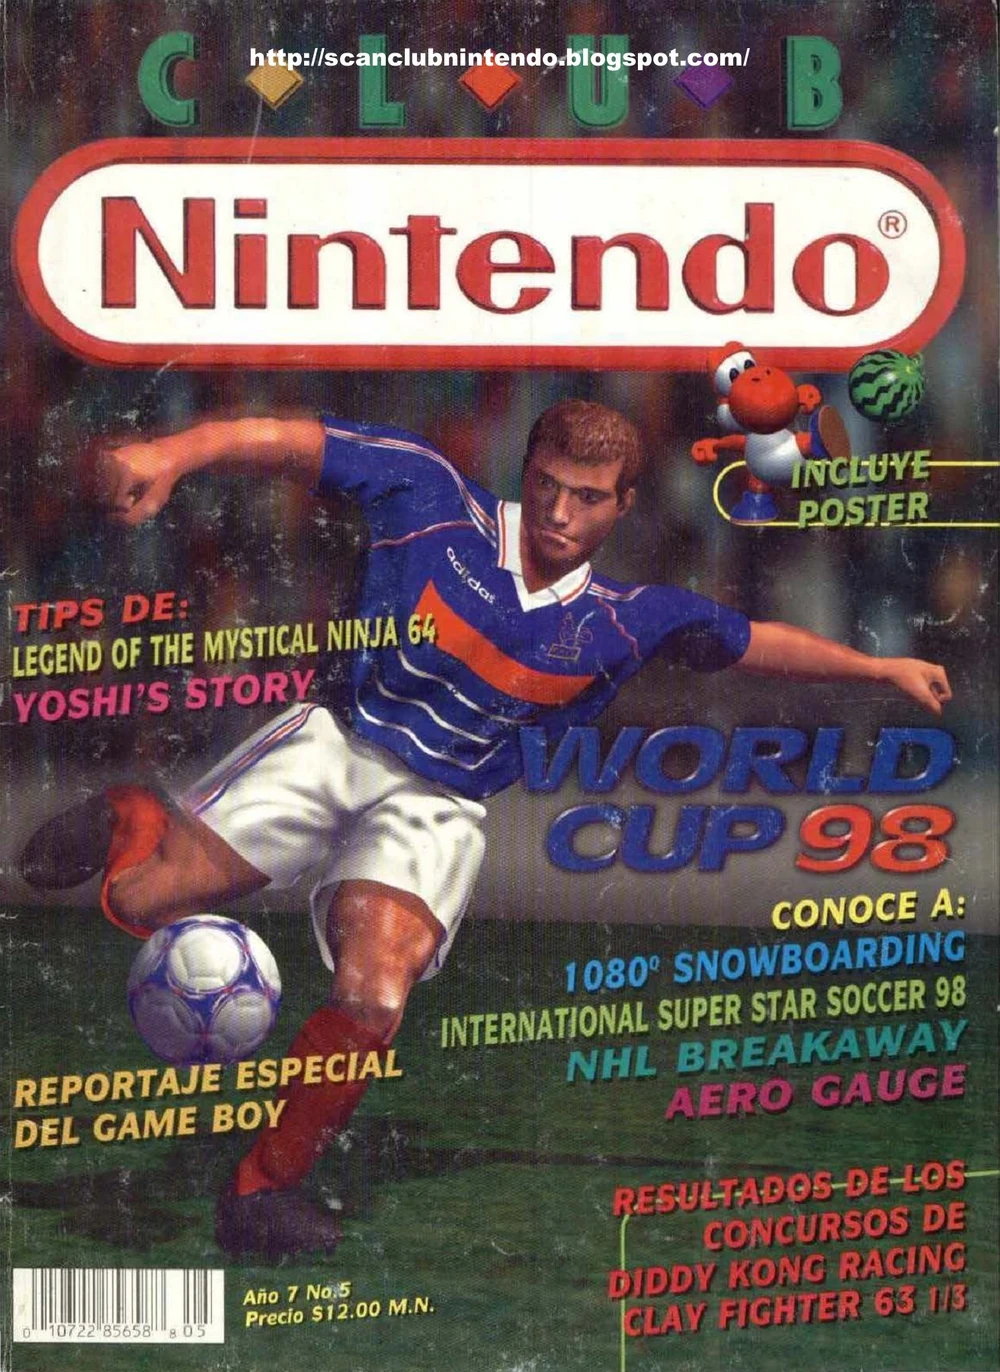 http://scanclubnintendo.blogspot.com/
CLUB
Nintendo®
INCLUYE
POSTER
adidas
TIPS DE:
LEGEND OF THE MYSTICAL NINJA 64
YOSHI'S STORY
WORLD
CUP 98
CONOCE A:
1080º SNOWBOARDING
INTERNATIONAL SUPER STAR SOCCER 98
NHL BREAKAWAY
AERO GAUGE
REPORTAJE ESPECIAL
DEL GAME BOY
RESULTADOS DE LOS
CONCURSOS DE
DIDDY KONG RACING
CLAY FIGHTER 63 1/3
Año 7 No.5
Precio $12.00 M.N.
0 10722 85658 8 05